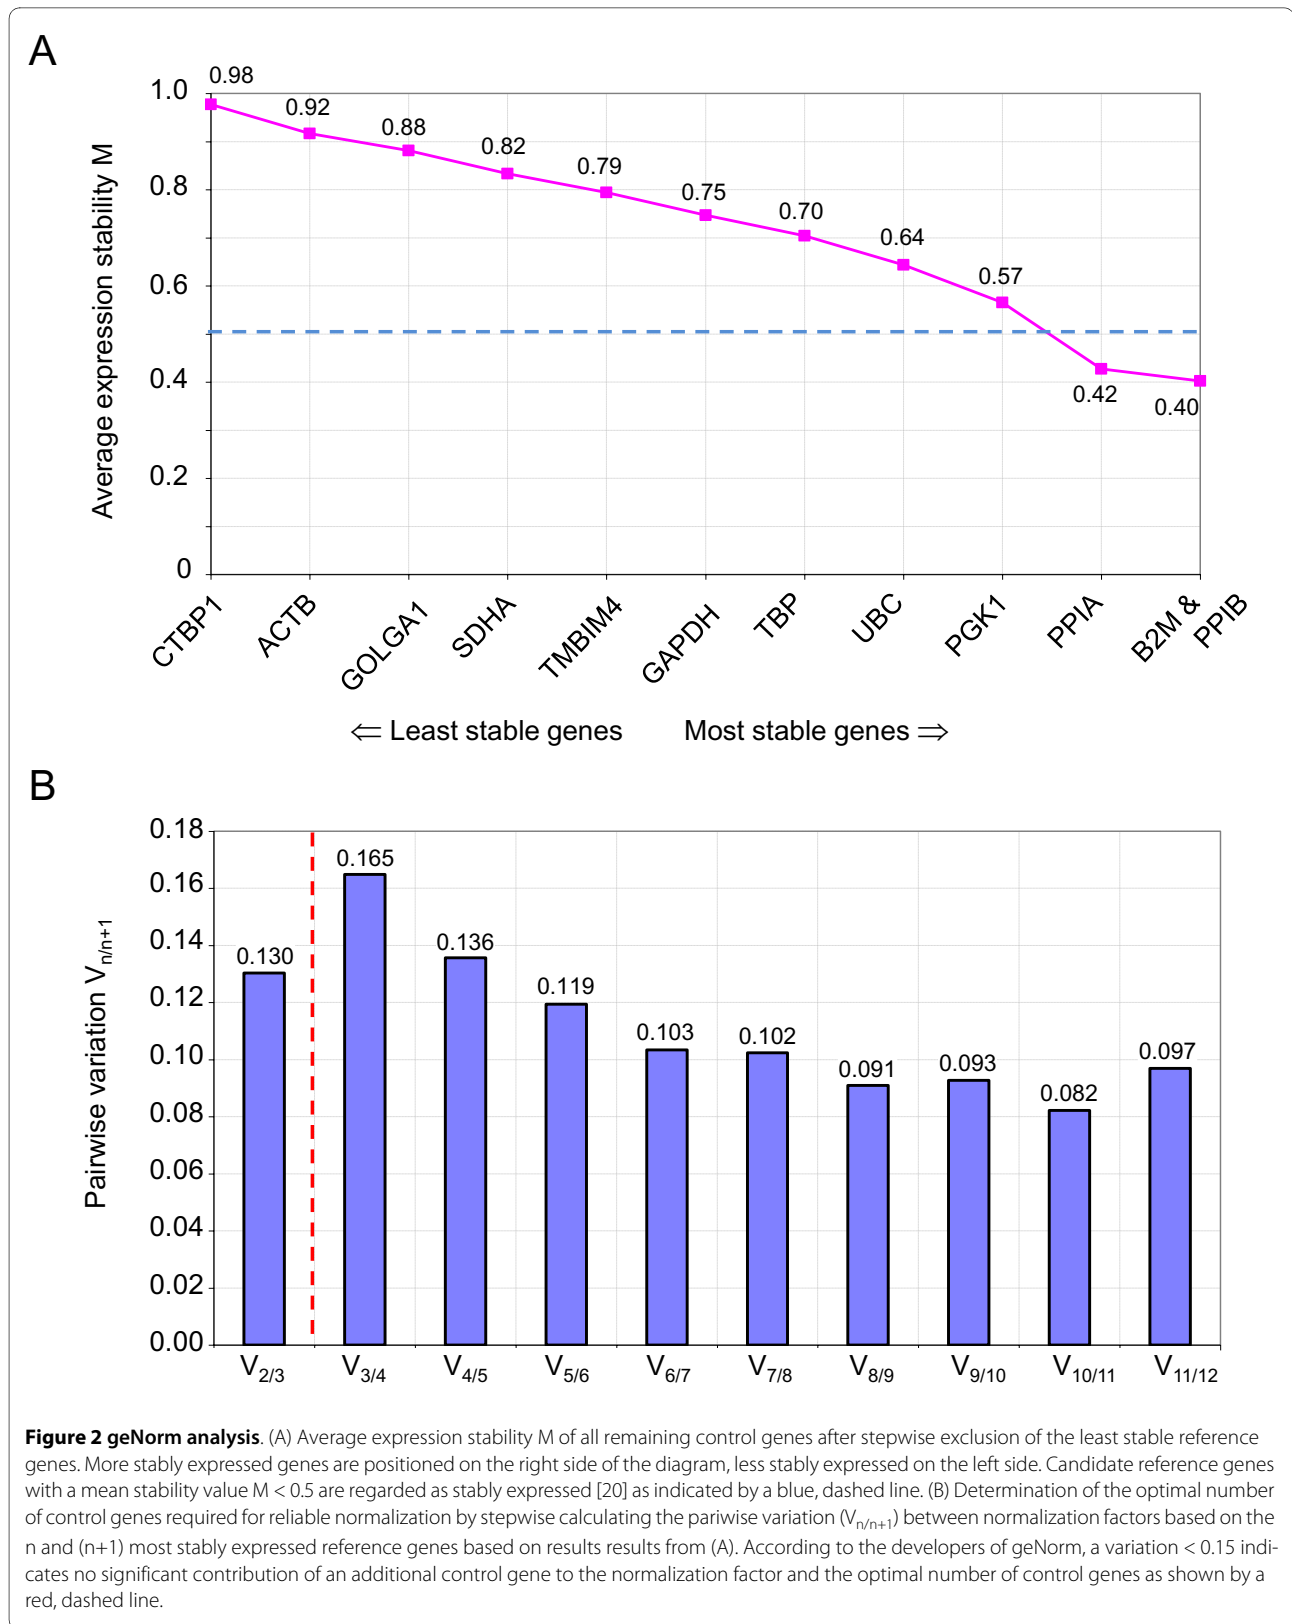 A
0.98
1.0
0.92
0.88
0.82
0.79
0.8
0.75
0.70
0.64
0.6
0.57
0.4
0.42
0.40
0.2
0
Average expression stability M
CTBP1
ACTB
GOLGA1
SDHA
TMBIM4
GAPDH
TBP
UBC
PGK1
PPIA
B2M &
PPIB
⇐ Least stable genes Most stable genes ⇒
B
0.18
0.165
0.16
0.14
0.136
0.130
0.12
0.119
0.10
0.103
0.102
0.091
0.093
0.097
0.08
0.082
0.06
0.04
0.02
0.00
Pairwise variation Vn/n+1
V2/3 V3/4 V4/5 V5/6 V6/7 V7/8 V8/9 V9/10 V10/11 V11/12
Figure 2 geNorm analysis. (A) Average expression stability M of all remaining control genes after stepwise exclusion of the least stable reference
genes. More stably expressed genes are positioned on the right side of the diagram, less stably expressed on the left side. Candidate reference genes
with a mean stability value M < 0.5 are regarded as stably expressed [20] as indicated by a blue, dashed line. (B) Determination of the optimal number
of control genes required for reliable normalization by stepwise calculating the pariwise variation (Vn/n+1) between normalization factors based on the
n and (n+1) most stably expressed reference genes based on results results from (A). According to the developers of geNorm, a variation < 0.15 indi-
cates no significant contribution of an additional control gene to the normalization factor and the optimal number of control genes as shown by a
red, dashed line.